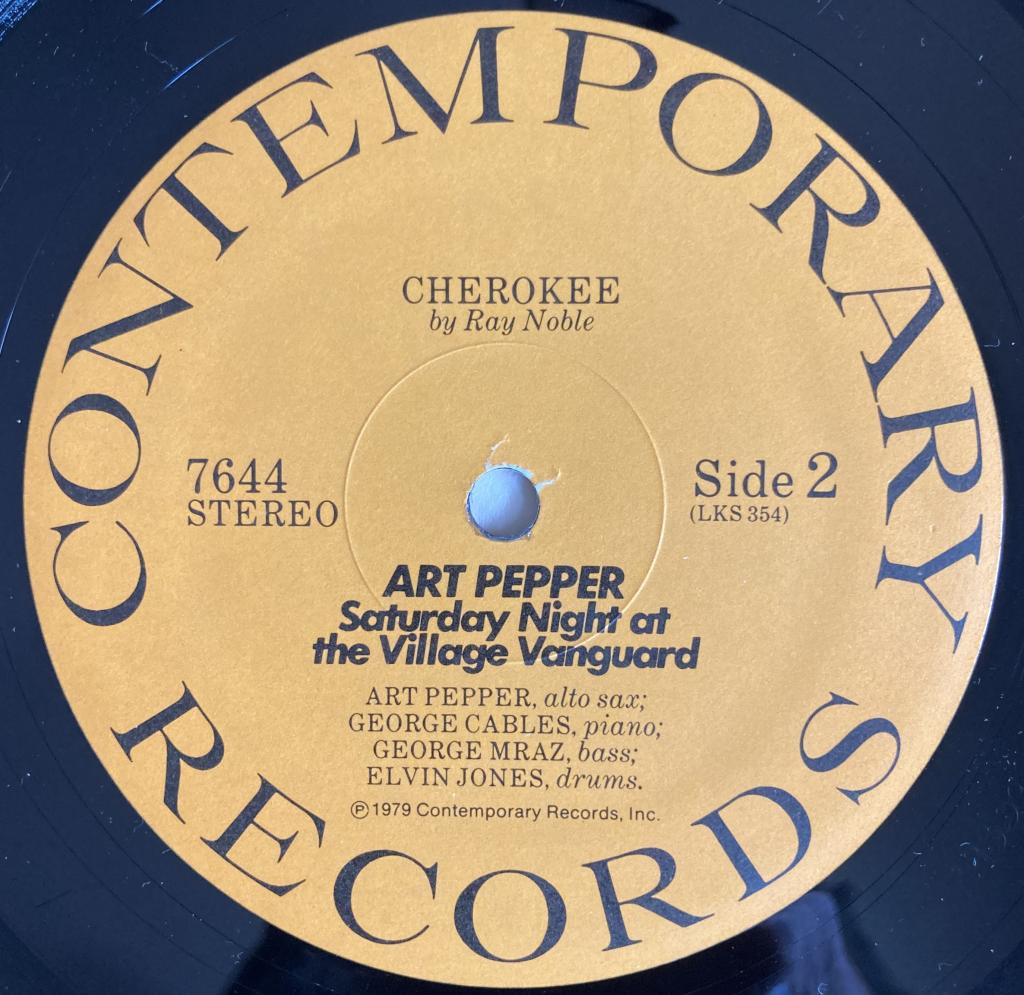 CONTEMPORARY
CHEROKEE
by Ray Noble
7644
STEREO
Side 2
(LKS 354)
ART PEPPER
Saturday Night at
the Village Vanguard
ART PEPPER, alto sax;
GEORGE CABLES, piano;
GEORGE MRAZ, bass;
ELVIN JONES, drums.
℗ 1979 Contemporary Records, Inc.
RECORDS